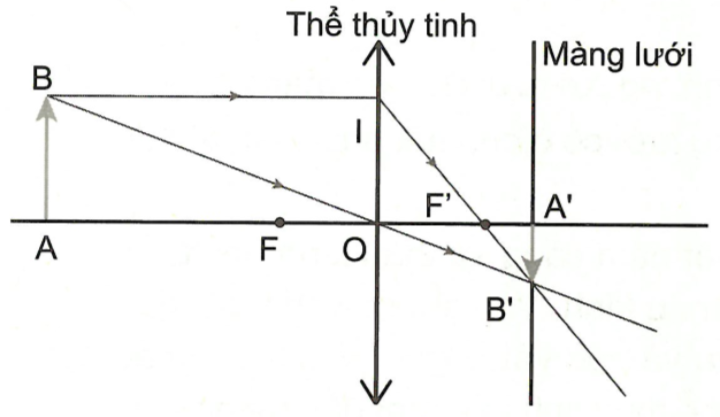 Thể thủy tinh
Màng lưới
B
I
F'
A'
A
F
O
B'